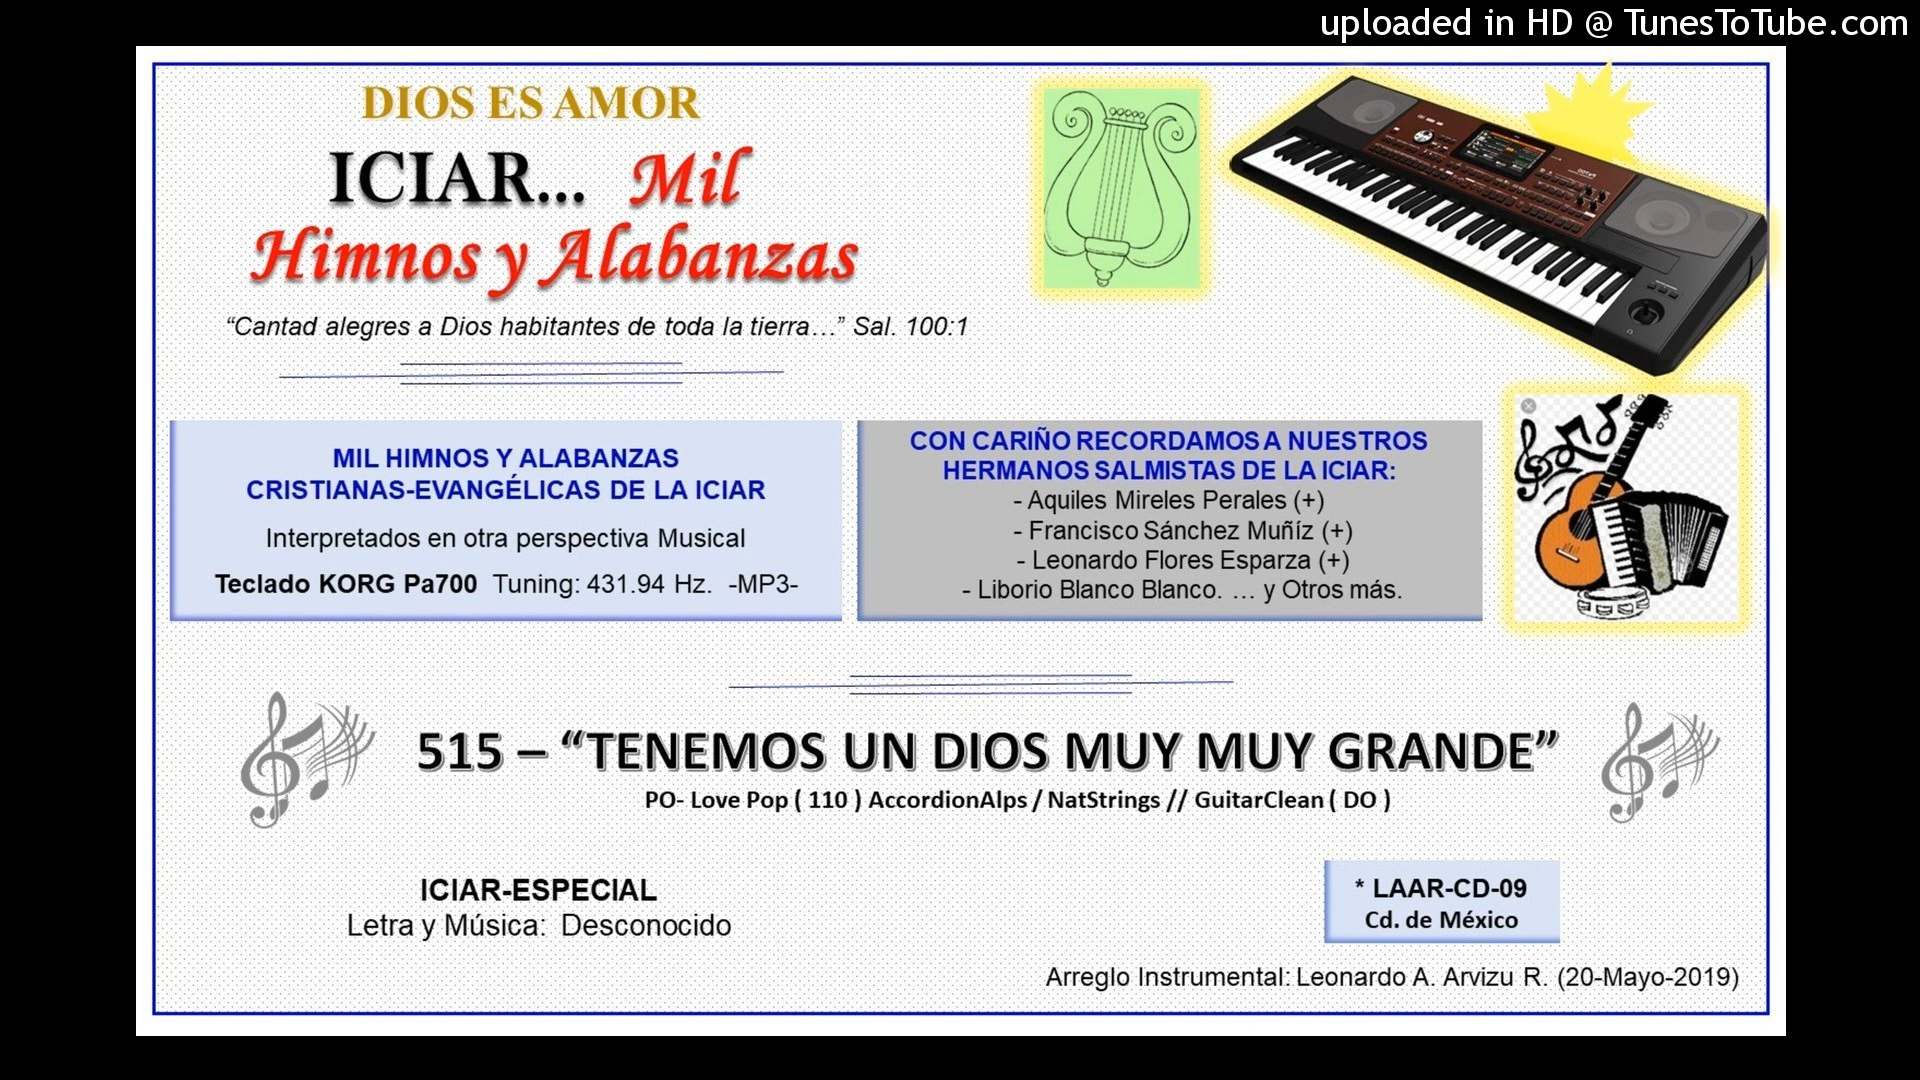 uploaded in HD @ TunesToTube.com
DIOS ES AMOR
ICIAR... Mil
Himnos y Alabanzas
“Cantad alegres a Dios habitantes de toda la tierra…” Sal. 100:1
MIL HIMNOS Y ALABANZAS
CRISTIANAS-EVANGÉLICAS DE LA ICIAR
Interpretados en otra perspectiva Musical
Teclado KORG Pa700 Tuning: 431.94 Hz. -MP3-
CON CARIÑO RECORDAMOS A NUESTROS
HERMANOS SALMISTAS DE LA ICIAR:
- Aquiles Mireles Perales (+)
- Francisco Sánchez Muñíz (+)
- Leonardo Flores Esparza (+)
- Liborio Blanco Blanco. … y Otros más.
515 – “TENEMOS UN DIOS MUY MUY GRANDE”
PO- Love Pop ( 110 ) AccordionAlps / NatStrings // GuitarClean ( DO )
ICIAR-ESPECIAL
Letra y Música: Desconocido
* LAAR-CD-09
Cd. de México
Arreglo Instrumental: Leonardo A. Arvizu R. (20-Mayo-2019)